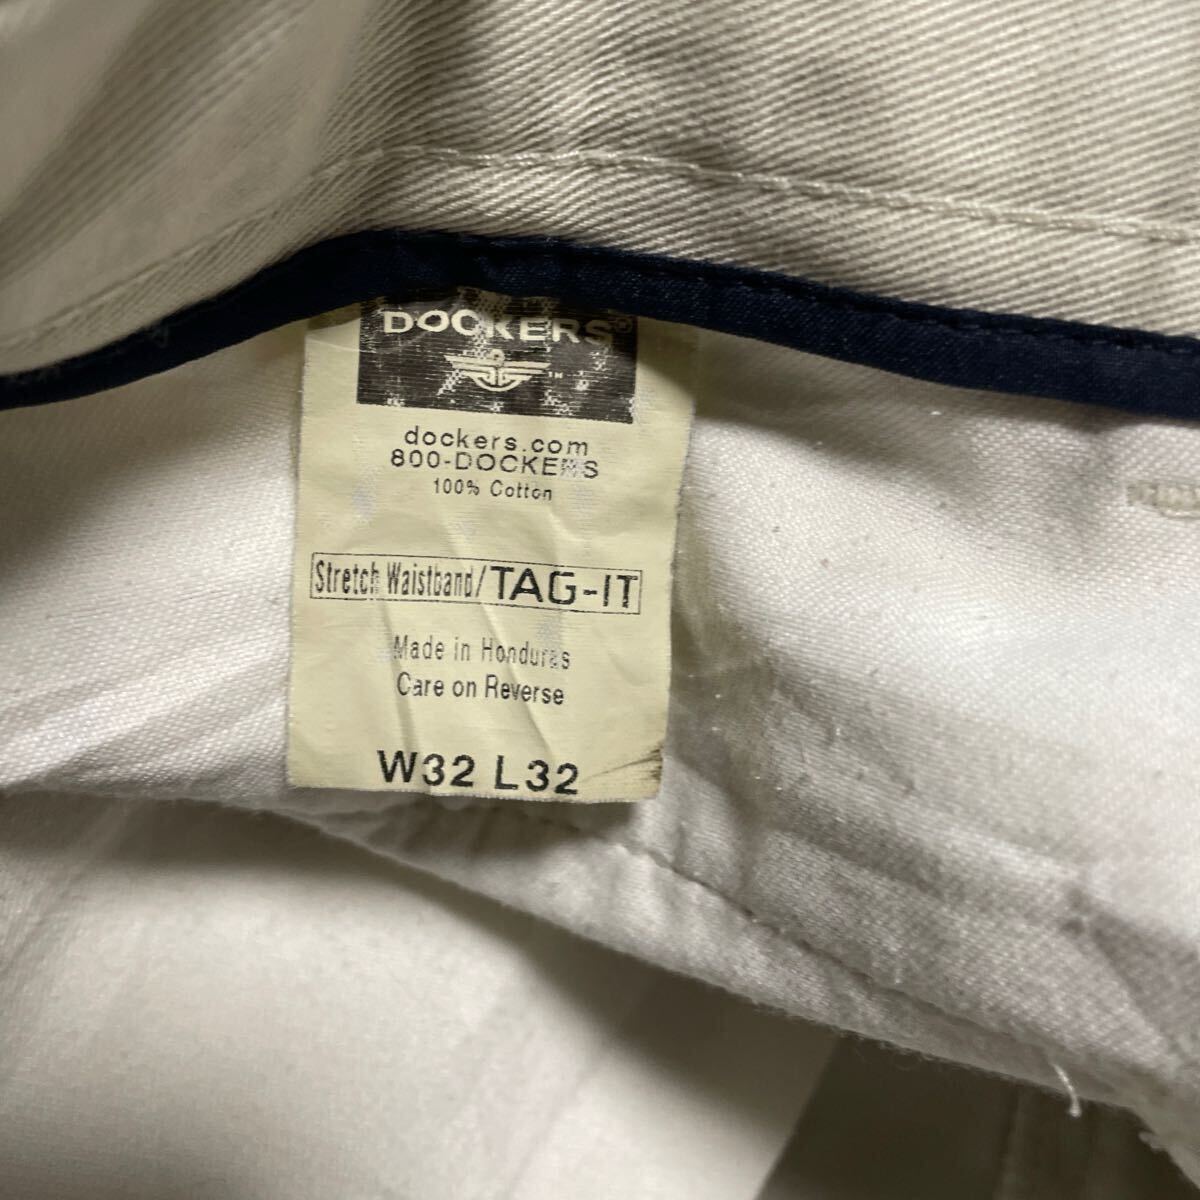 DOCKERS®
™
dockers.com
800-DOCKERS
100% Cotton
Stretch Waistband/TAG-IT
Made in Honduras
Care on Reverse
W32 L32